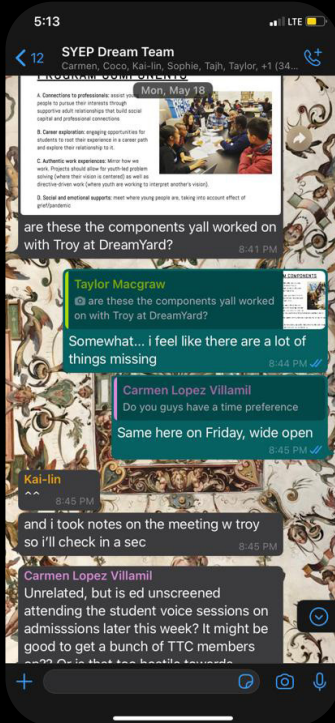 5:13
LTE
12
SYEP Dream Team
Carmen, Coco, Kai-lin, Sophie, Tajh, Taylor, +1 (34...
PROGRAM COMPONENTS
Mon, May 18
A. Connections to professionals: assist
people to pursue their interests through
supportive adult relationships that build social
capital and professional connections.
B. Career exploration: engaging opportunities for
students to root their experience in a career path
and explore their relationship to it.
C. Authentic work experiences: Mirror how we
work. Projects should allow for youth-led problem
solving (where their vision is centered) as well as
directive-driven work (where youth are working to interpret another's vision).
D. Social and emotional supports: meet where young people are, taking into account effect of
grief/pandemic
are these the components yall worked on
with Troy at DreamYard?
8:41 PM
Taylor Macgraw
are these the components yall worked
on with Troy at DreamYard?
Somewhat... i feel like there are a lot of
things missing
8:44 PM
Carmen Lopez Villamil
Do you guys have a time preference
Same here on Friday, wide open
8:45 PM
Kai-lin
^^
8:45 PM
and i took notes on the meeting w troy
so i'll check in a sec
8:45 PM
Carmen Lopez Villamil
Unrelated, but is ed unscreened
attending the student voice sessions on
admisssions later this week? It might be
good to get a bunch of TTC members
on?? Or is that too hostile towards